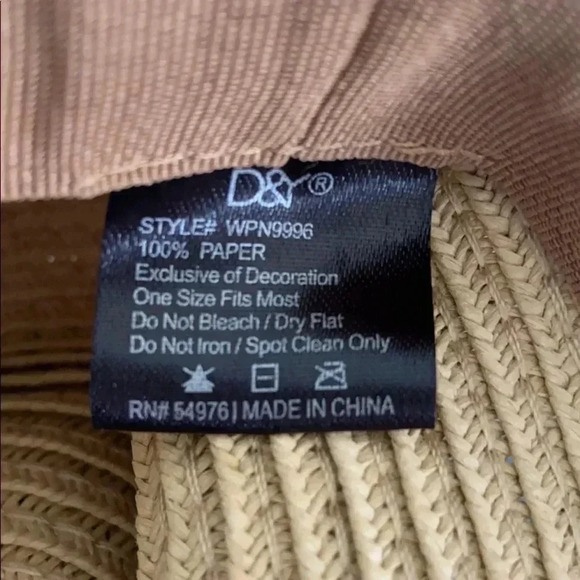 D&Y®
STYLE# WPN9996
100% PAPER
Exclusive of Decoration
One Size Fits Most
Do Not Bleach / Dry Flat
Do Not Iron / Spot Clean Only
RN# 54976 | MADE IN CHINA